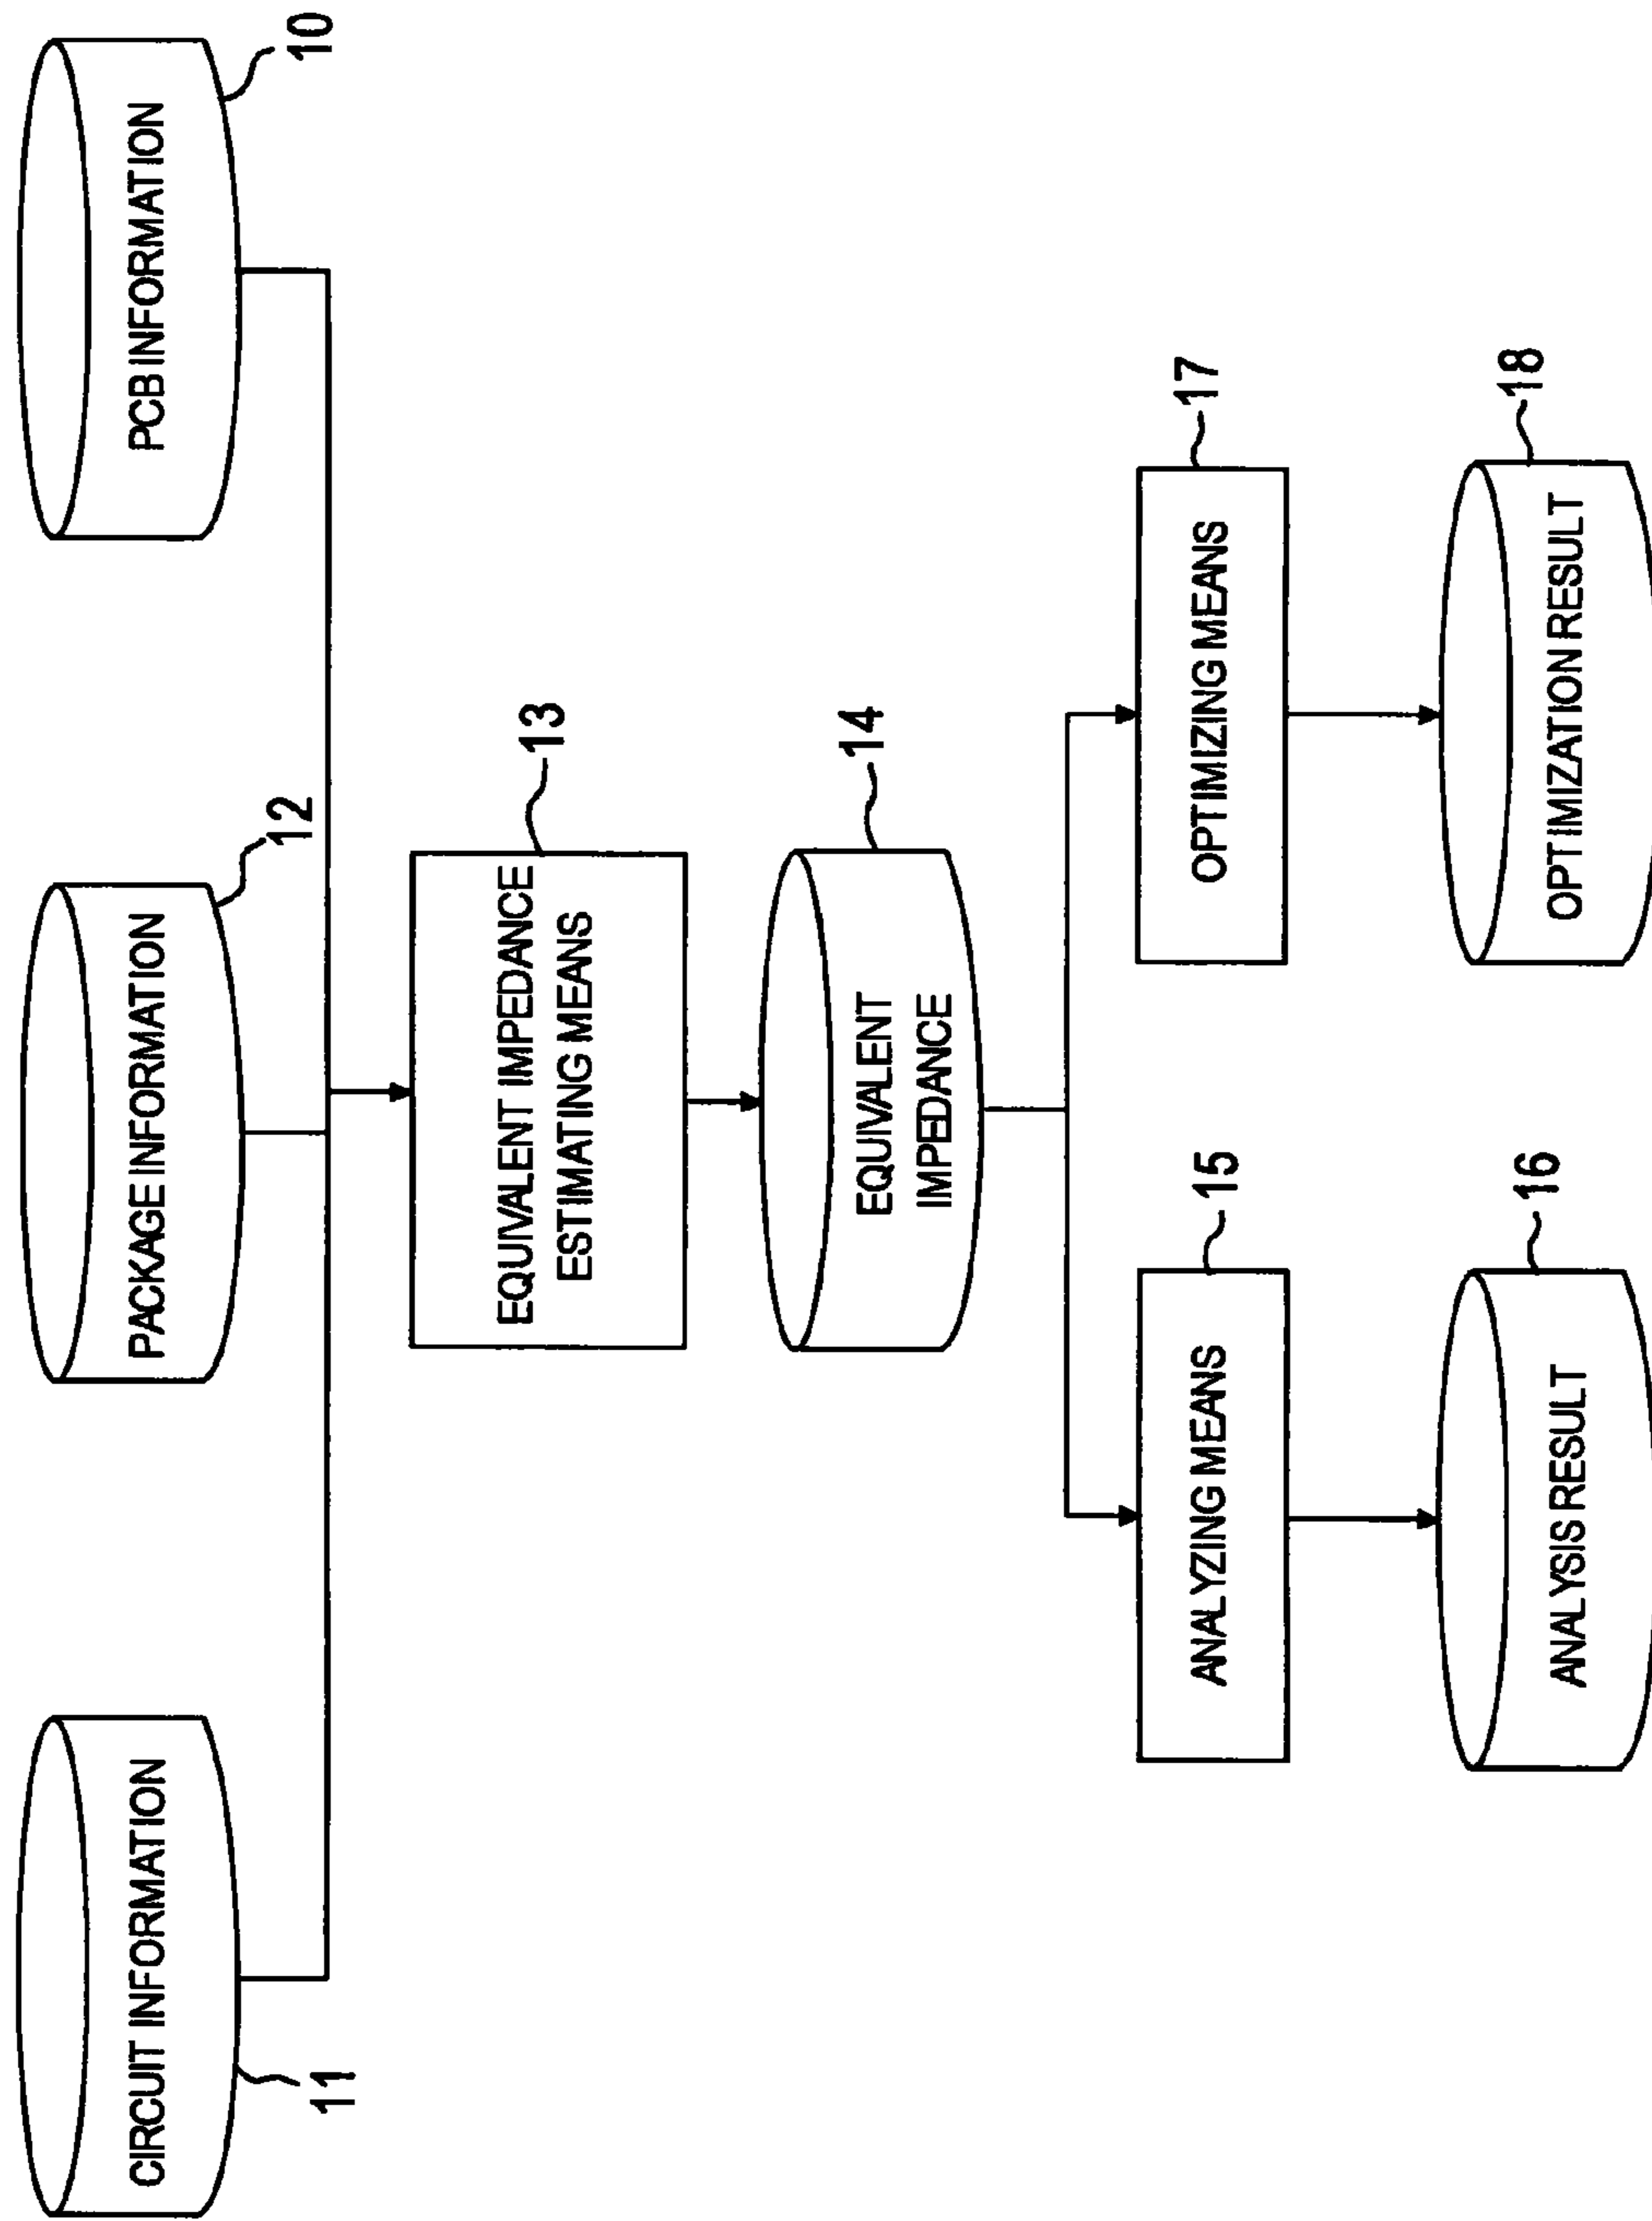 CIRCUIT INFORMATION
11
PACKAGE INFORMATION
12
PCB INFORMATION
10
EQUIVALENT IMPEDANCE
ESTIMATING MEANS
13
EQUIVALENT
IMPEDANCE
14
ANALYZING MEANS
15
OPTIMIZING MEANS
17
ANALYSIS RESULT
16
OPTIMIZATION RESULT
18